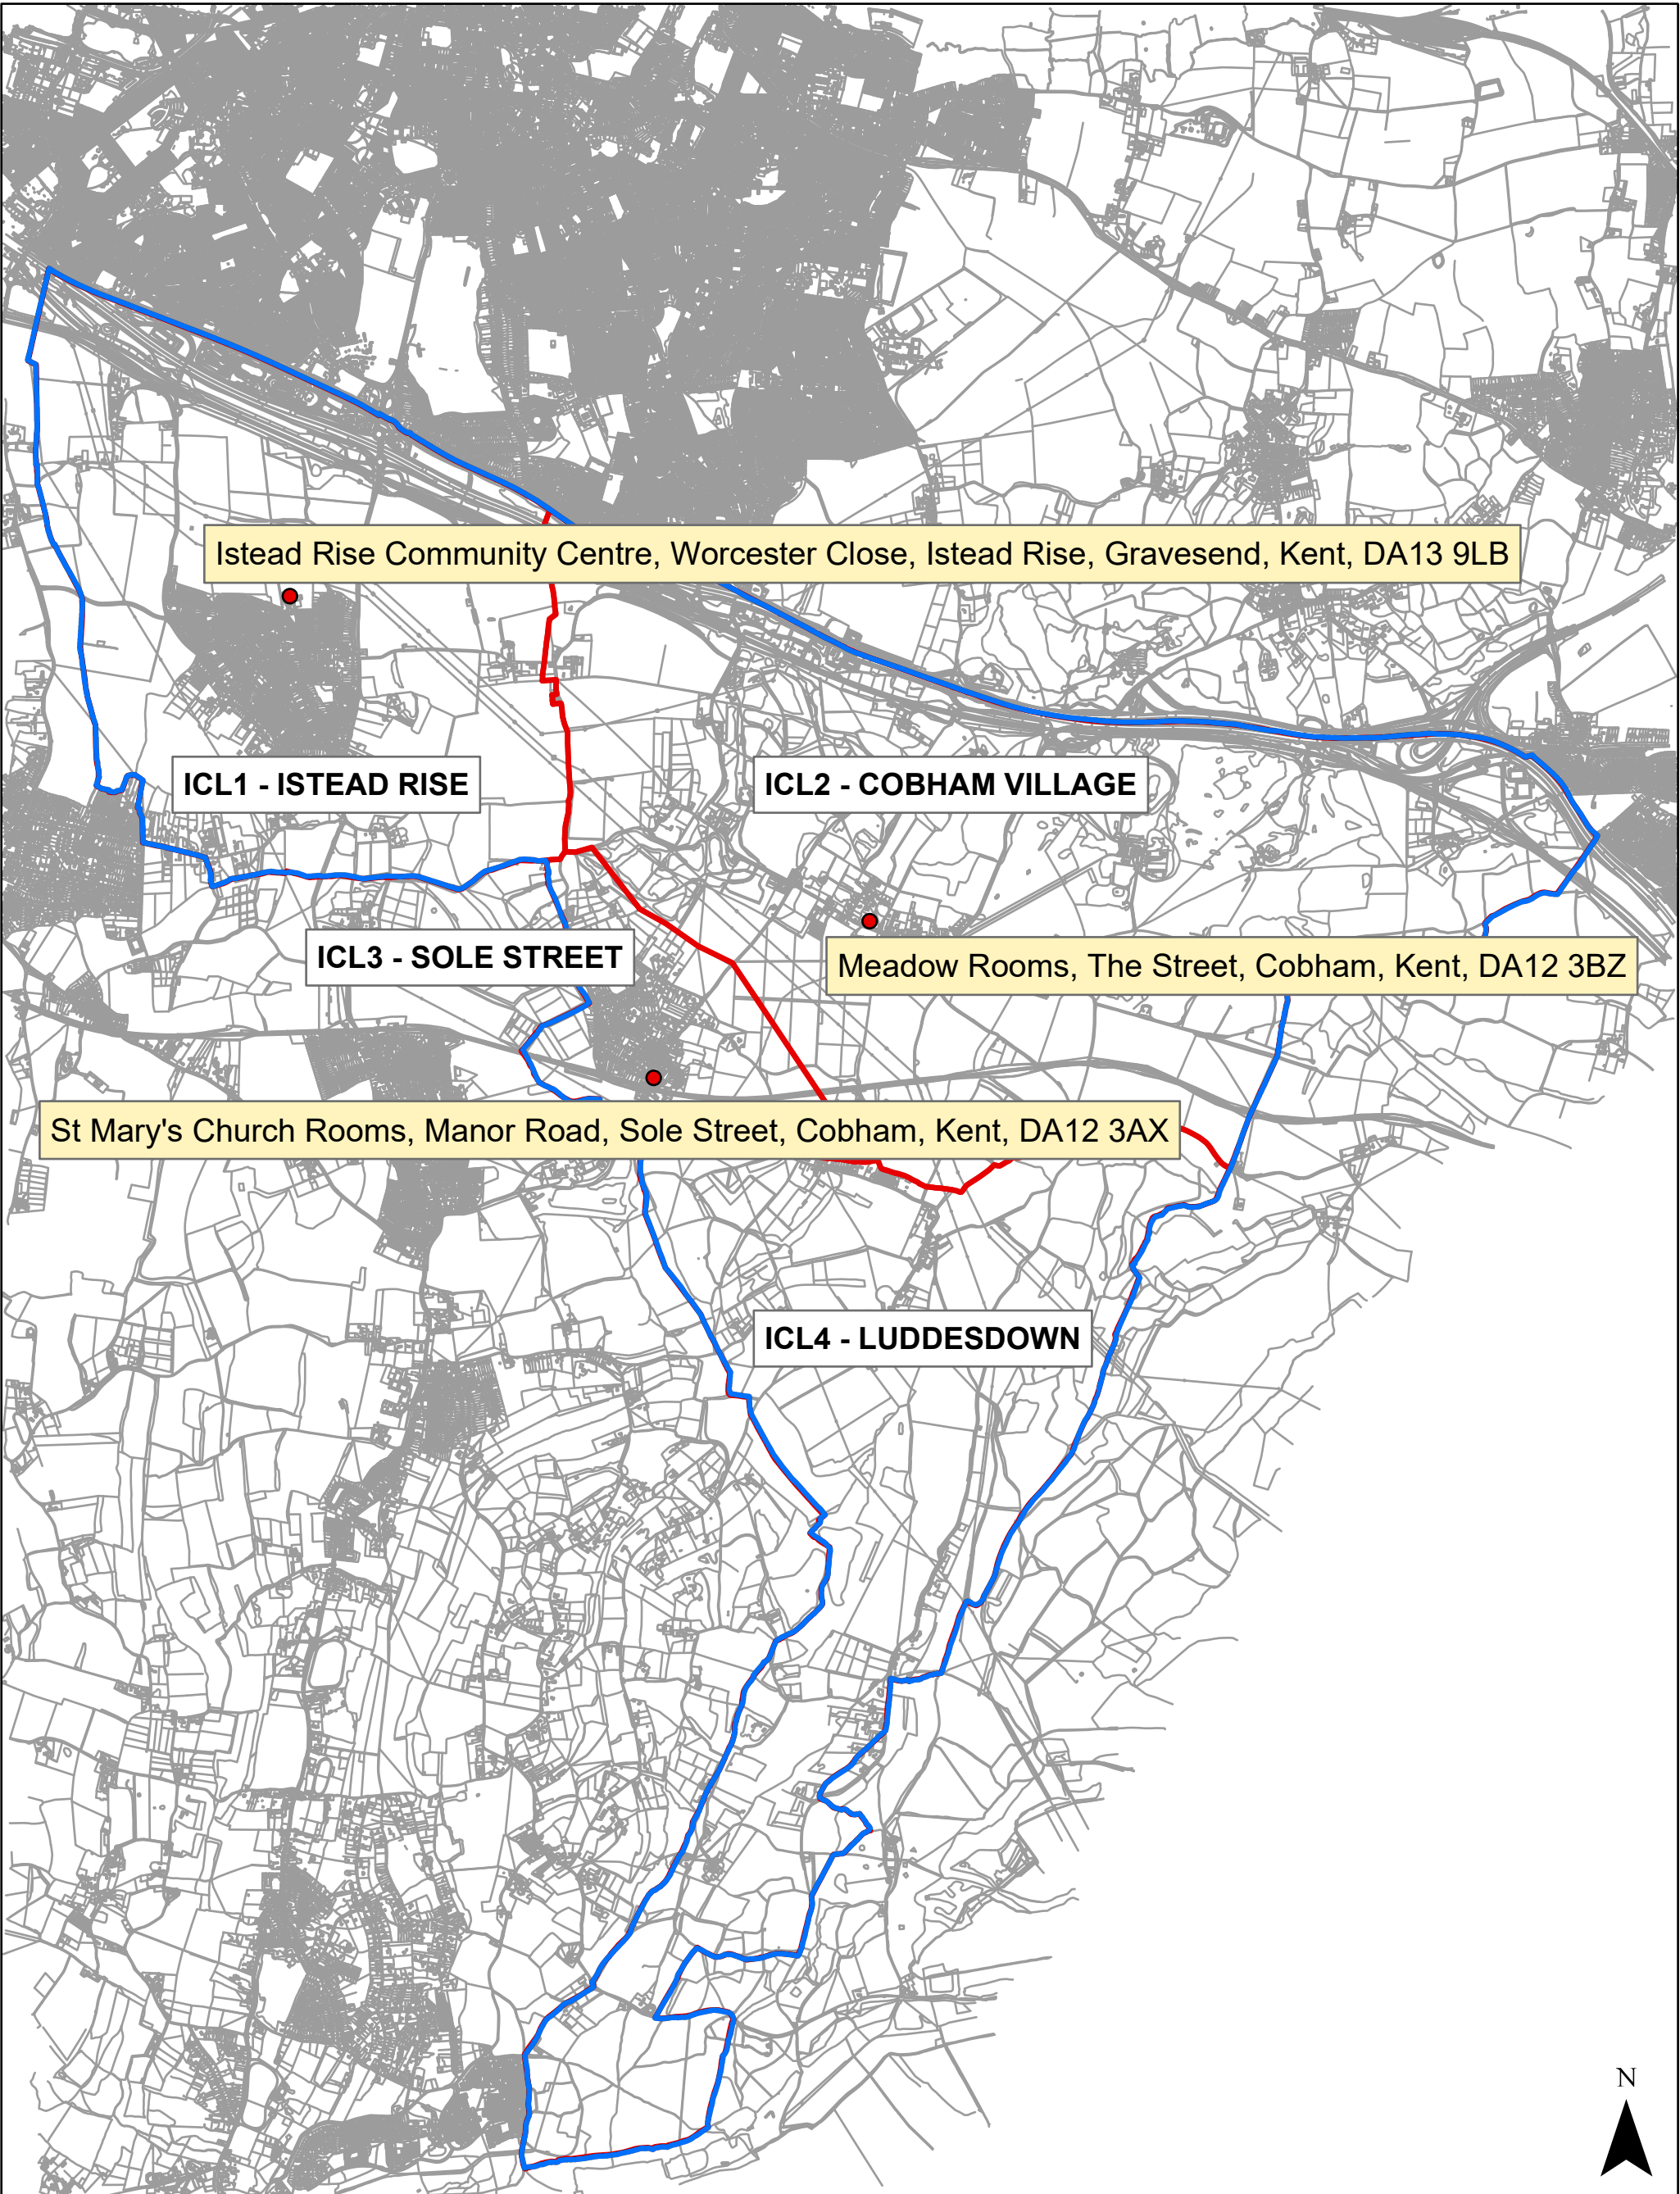 Istead Rise Community Centre, Worcester Close, Istead Rise, Gravesend, Kent, DA13 9LB
ICL1 - ISTEAD RISE
ICL2 - COBHAM VILLAGE
ICL3 - SOLE STREET
Meadow Rooms, The Street, Cobham, Kent, DA12 3BZ
St Mary's Church Rooms, Manor Road, Sole Street, Cobham, Kent, DA12 3AX
ICL4 - LUDDESDOWN
N